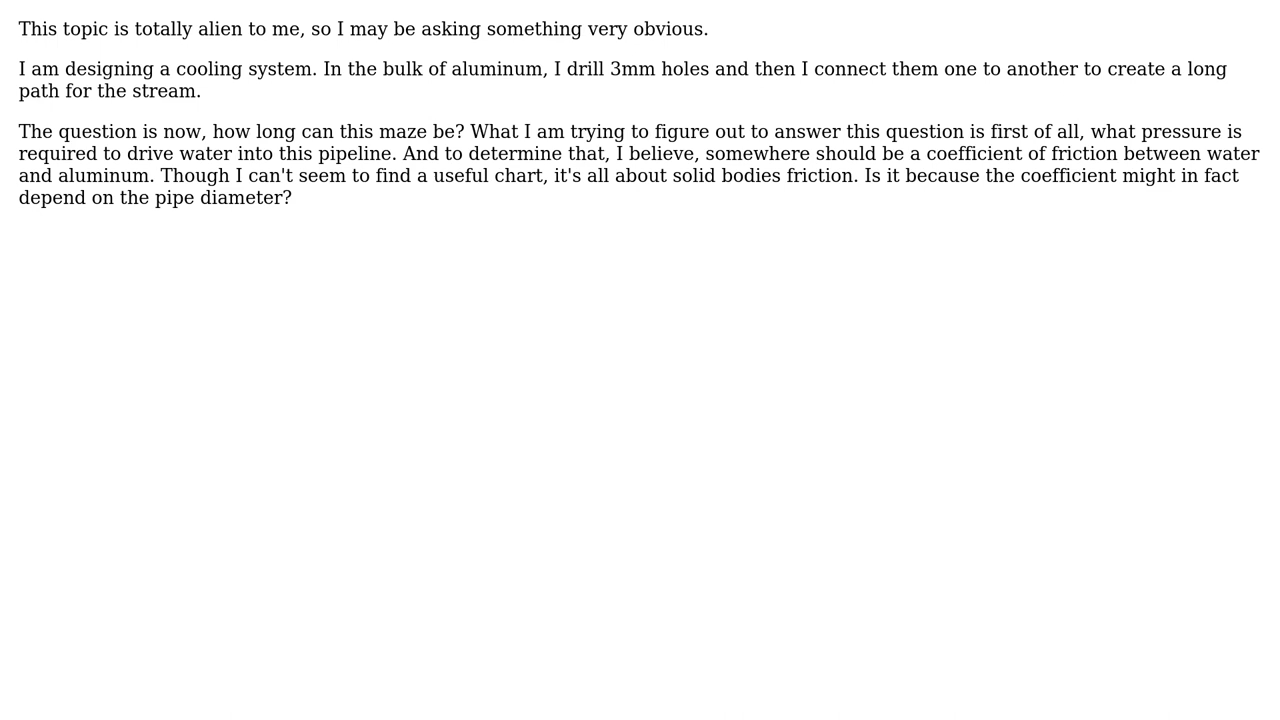 This topic is totally alien to me, so I may be asking something very obvious.
I am designing a cooling system. In the bulk of aluminum, I drill 3mm holes and then I connect them one to another to create a long
path for the stream.
The question is now, how long can this maze be? What I am trying to figure out to answer this question is first of all, what pressure is
required to drive water into this pipeline. And to determine that, I believe, somewhere should be a coefficient of friction between water
and aluminum. Though I can't seem to find a useful chart, it's all about solid bodies friction. Is it because the coefficient might in fact
depend on the pipe diameter?